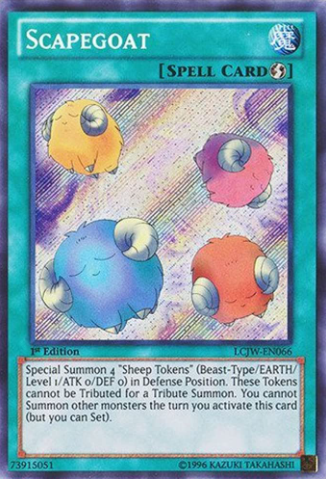 SCAPEGOAT
[SPELL CARD]
1st Edition
LCJW-EN066
Special Summon 4 "Sheep Tokens" (Beast-Type/EARTH/
Level 1/ATK 0/DEF 0) in Defense Position. These Tokens
cannot be Tributed for a Tribute Summon. You cannot
Summon other monsters the turn you activate this card
(but you can Set).
73915051
©1996 KAZUKI TAKAHASHI